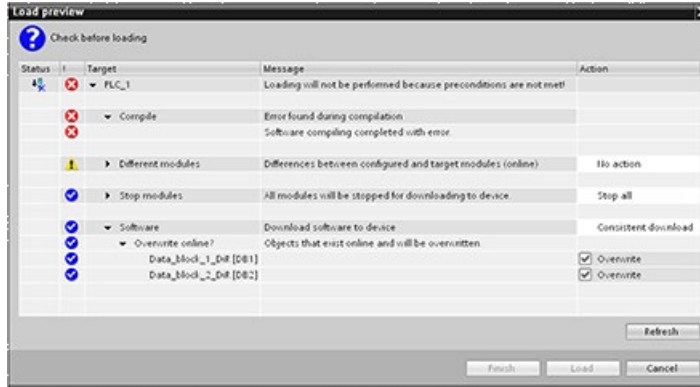 Load preview
Check before loading
Status ! Target Message Action
PLC_1 Loading will not be performed because preconditions are not met!
Compile Error found during compilation
Software compiling completed with error.
Different modules Differences between configured and target modules (online) No action
Stop modules All modules will be stopped for downloading to device. Stop all
Software Download software to device Consistent download
Overwrite online? Objects that exist online and will be overwritten.
Data_block_1_Dif [DB1] Overwrite
Data_block_2_Dif [DB2] Overwrite
Refresh
Finish Load Cancel